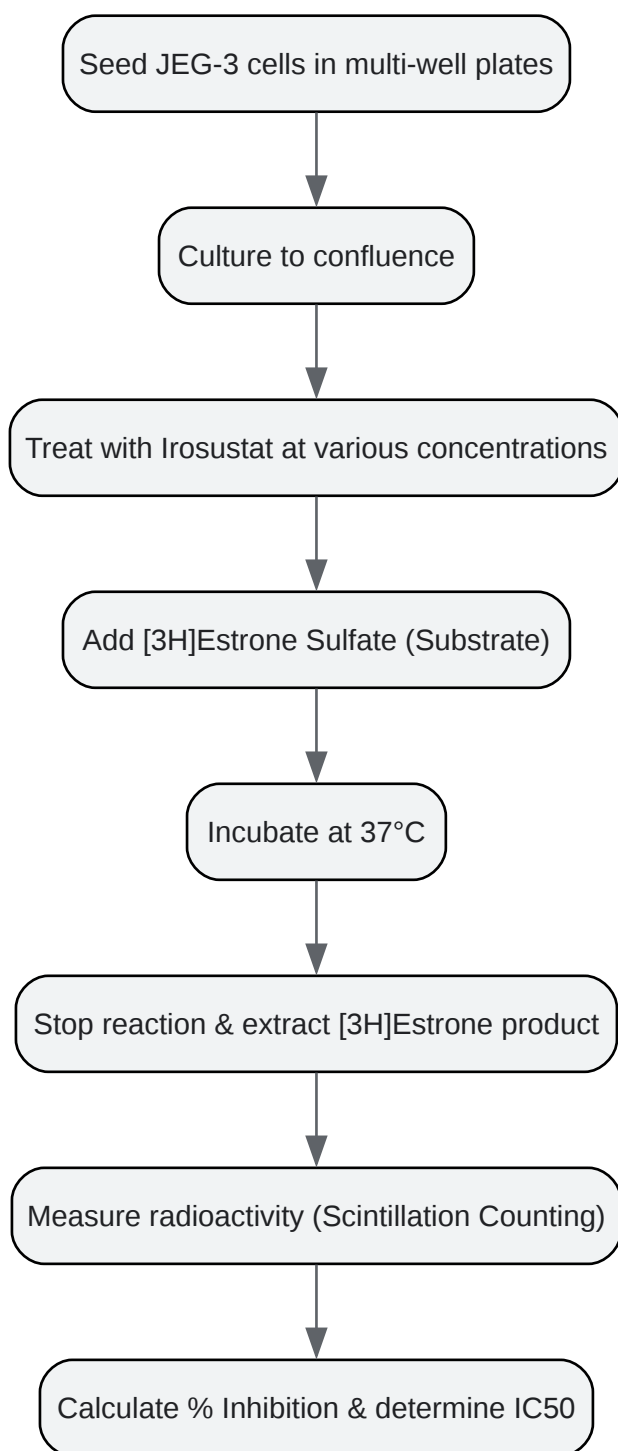 Seed JEG-3 cells in multi-well plates
Culture to confluence
Treat with Irosustat at various concentrations
Add [3H]Estrone Sulfate (Substrate)
Incubate at 37°C
Stop reaction & extract [3H]Estrone product
Measure radioactivity (Scintillation Counting)
Calculate % Inhibition & determine IC50